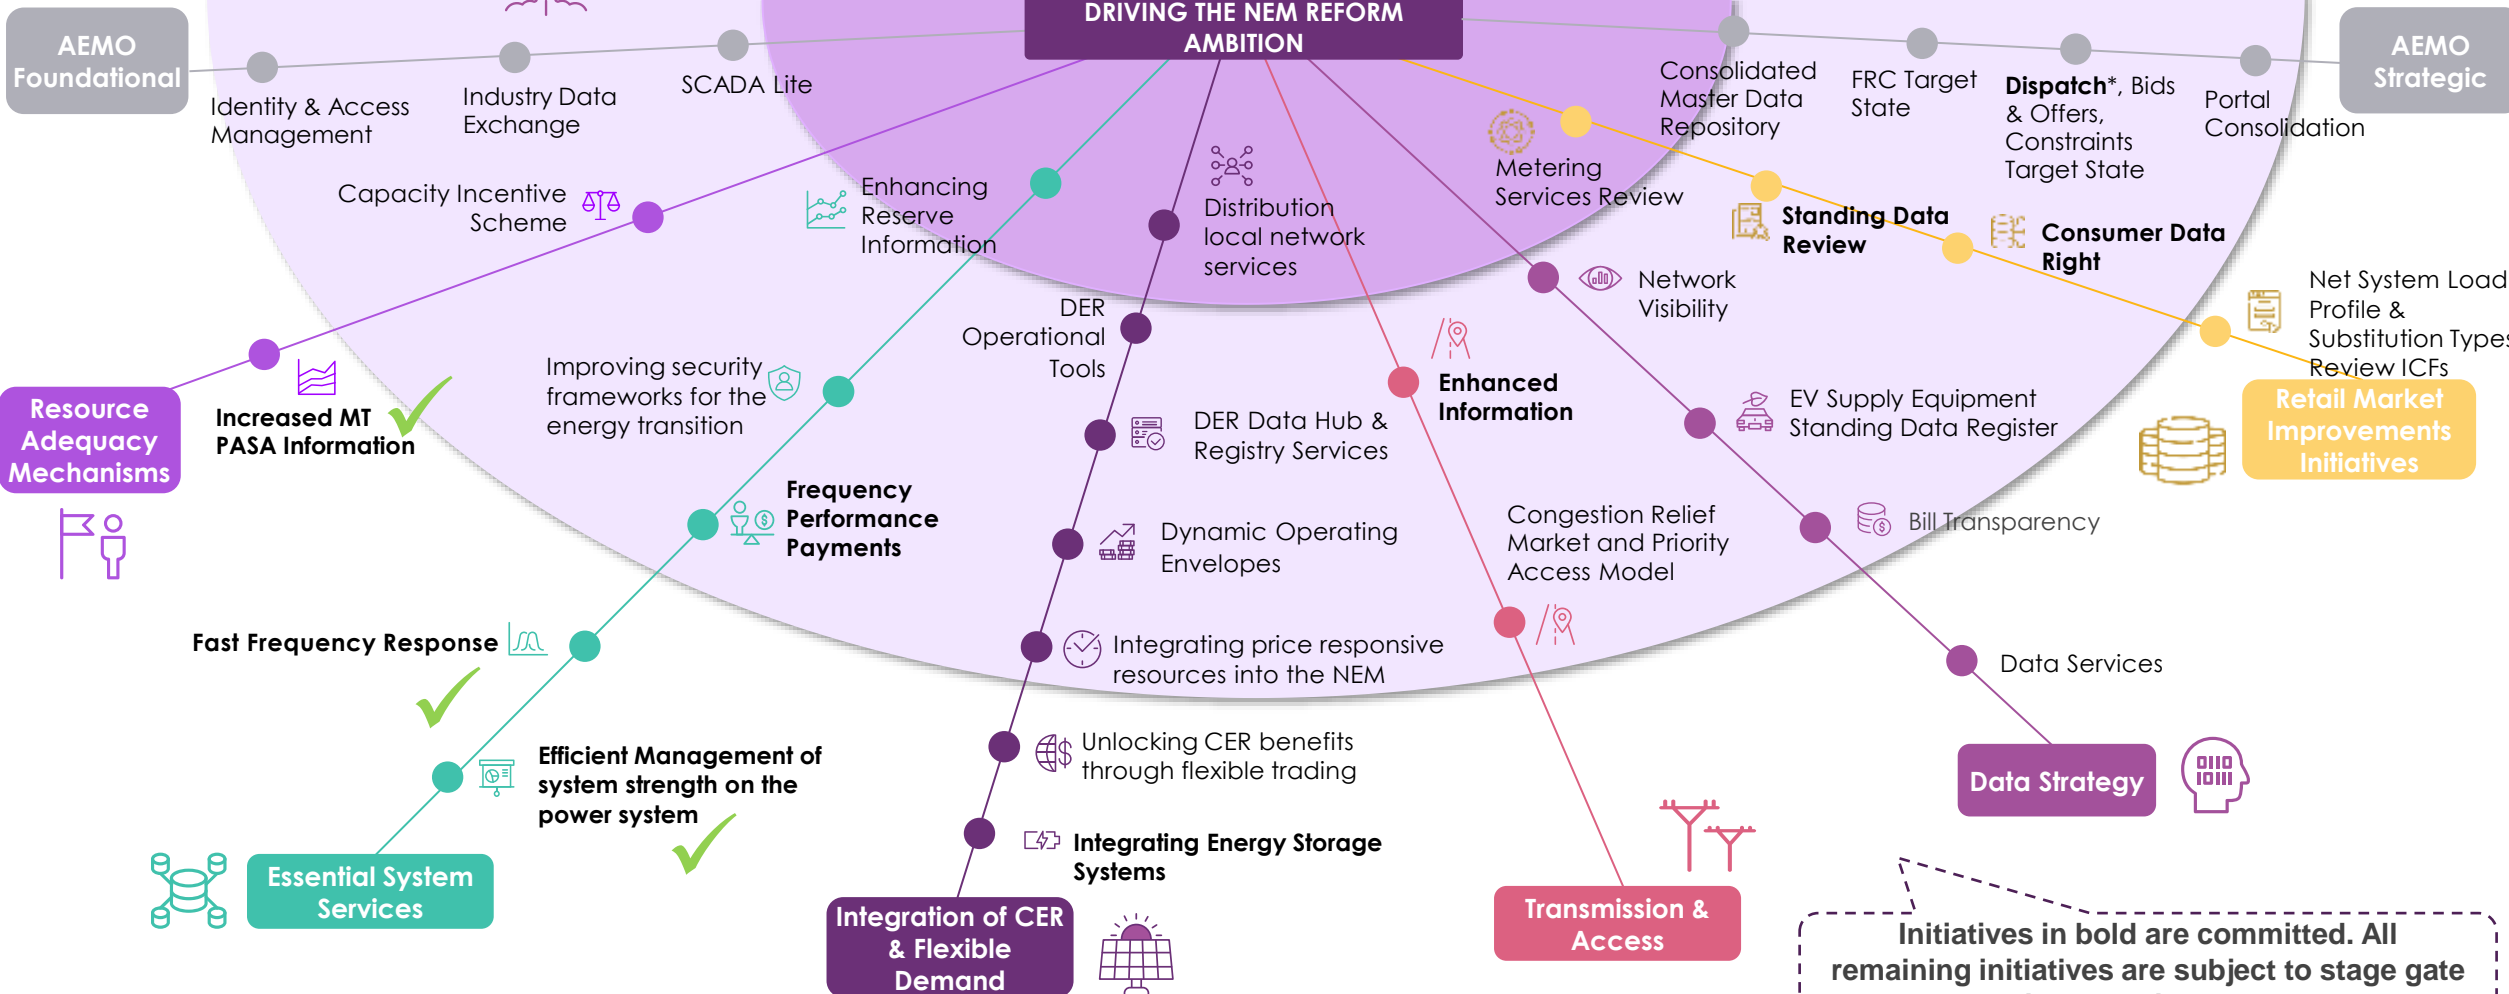 DRIVING THE NEM REFORM
AMBITION
AEMO
Foundational
Identity & Access
Management
Industry Data
Exchange
SCADA Lite
Consolidated
Master Data
Repository
FRC Target
State
Dispatch*, Bids
& Offers,
Constraints
Target State
Portal
Consolidation
AEMO
Strategic
Capacity Incentive
Scheme
Increased MT
PASA Information
Resource
Adequacy
Mechanisms
Enhancing
Reserve
Information
Improving security
frameworks for the
energy transition
Frequency
Performance
Payments
Fast Frequency Response
Efficient Management of
system strength on the
power system
Essential System
Services
Distribution
local network
services
DER
Operational
Tools
DER Data Hub &
Registry Services
Dynamic Operating
Envelopes
Integrating price responsive
resources into the NEM
Unlocking CER benefits
through flexible trading
Integrating Energy Storage
Systems
Integration of CER
& Flexible
Demand
Enhanced
Information
Congestion Relief
Market and Priority
Access Model
Transmission &
Access
Network
Visibility
EV Supply Equipment
Standing Data Register
Bill Transparency
Data Services
Data Strategy
0110
1011
Metering
Services Review
Standing Data
Review
Consumer Data
Right
Net System Load
Profile &
Substitution Types
Review ICFs
Retail Market
Improvements
Initiatives
Initiatives in bold are committed. All
remaining initiatives are subject to stage gate